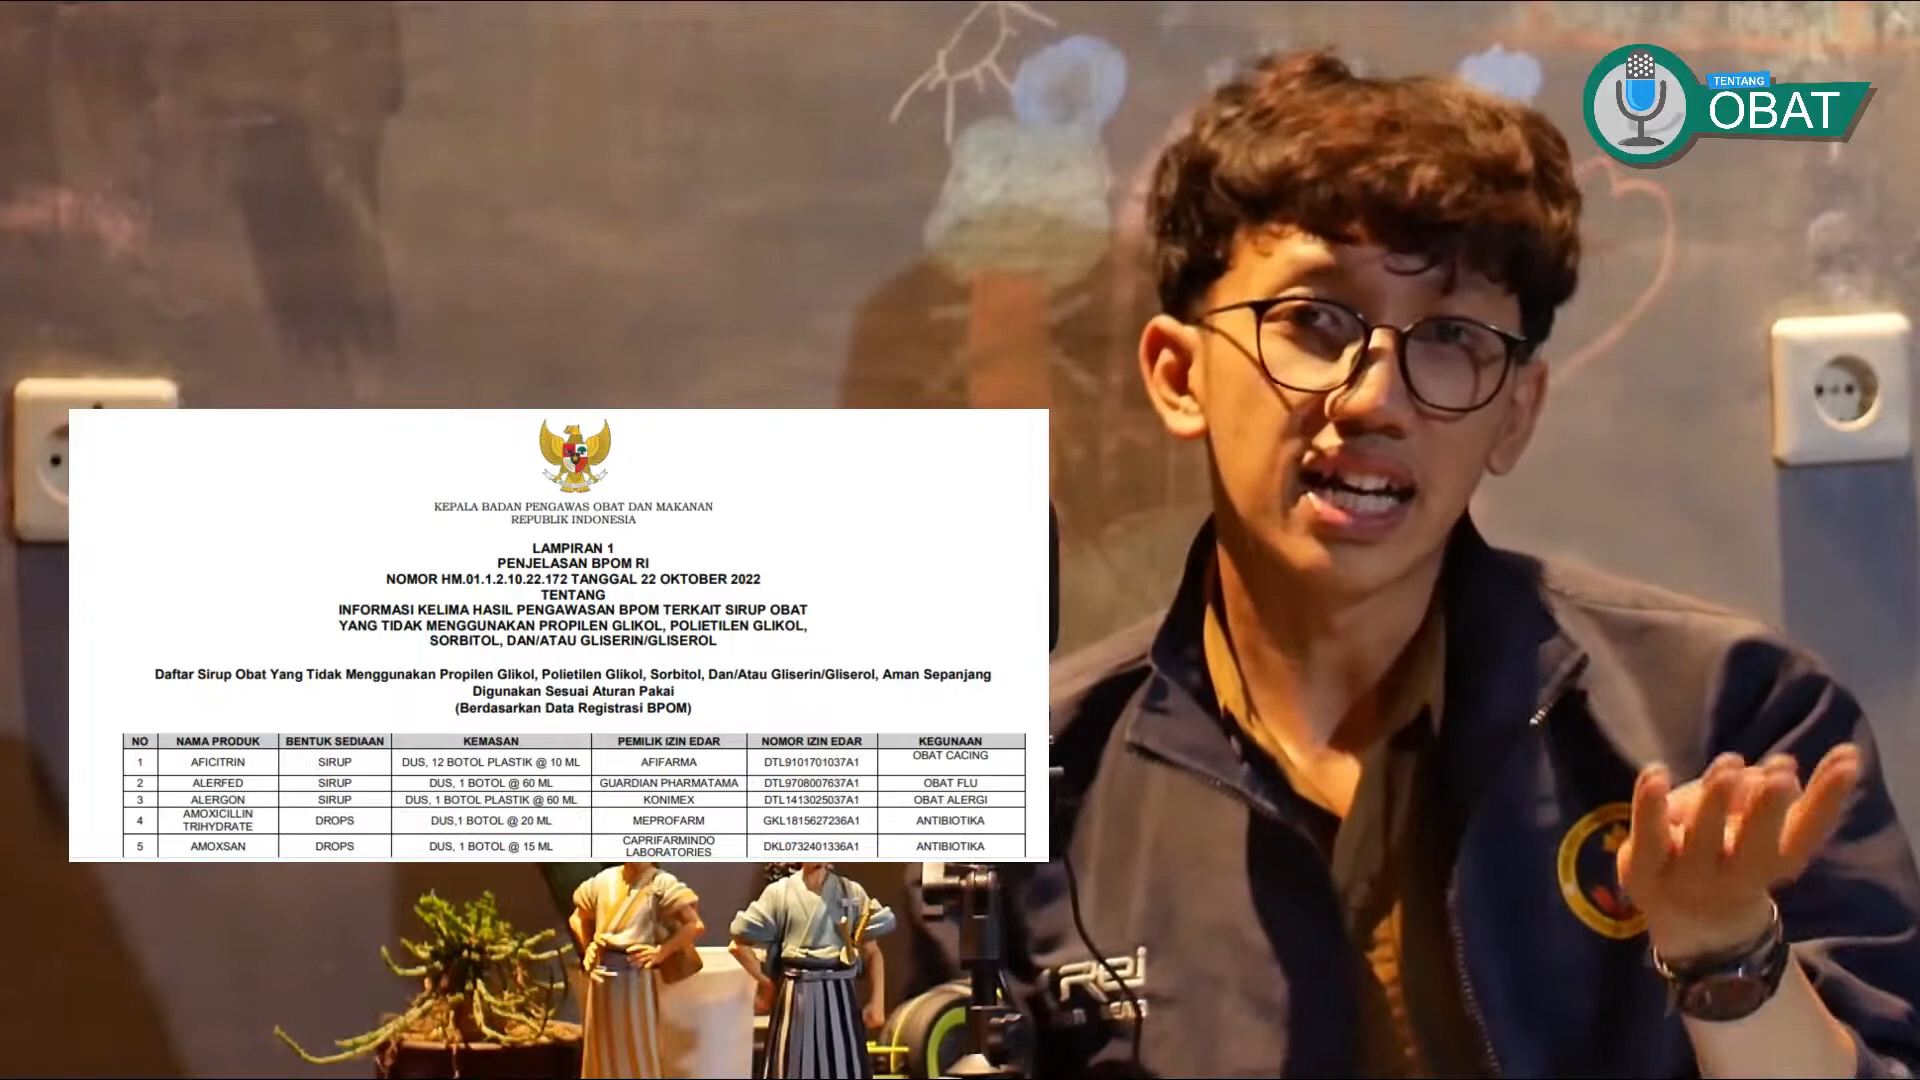 TENTANG
OBAT
KEPALA BADAN PENGAWAS OBAT DAN MAKANAN
REPUBLIK INDONESIA
LAMPIRAN 1
PENJELASAN BPOM RI
NOMOR HM.01.1.2.10.22.172 TANGGAL 22 OKTOBER 2022
TENTANG
INFORMASI KELIMA HASIL PENGAWASAN BPOM TERKAIT SIRUP OBAT
YANG TIDAK MENGGUNAKAN PROPILEN GLIKOL, POLIETILEN GLIKOL,
SORBITOL, DAN/ATAU GLISERIN/GLISEROL
Daftar Sirup Obat Yang Tidak Menggunakan Propilen Glikol, Polietilen Glikol, Sorbitol, Dan/Atau Gliserin/Gliserol, Aman Sepanjang
Digunakan Sesuai Aturan Pakai
(Berdasarkan Data Registrasi BPOM)
NO NAMA PRODUK BENTUK SEDIAAN KEMASAN PEMILIK IZIN EDAR NOMOR IZIN EDAR KEGUNAAN
1 AFICITRIN SIRUP DUS, 12 BOTOL PLASTIK @ 10 ML AFIFARMA DTL9101701037A1 OBAT CACING
2 ALERFED SIRUP DUS, 1 BOTOL @ 60 ML GUARDIAN PHARMATAMA DTL9708007637A1 OBAT FLU
3 ALERGON SIRUP DUS, 1 BOTOL PLASTIK @ 60 ML KONIMEX DTL1413025037A1 OBAT ALERGI
4 AMOXICILLIN TRIHYDRATE DROPS DUS,1 BOTOL @ 20 ML MEPROFARM GKL1815627236A1 ANTIBIOTIKA
5 AMOXSAN DROPS DUS, 1 BOTOL @ 15 ML CAPRIFARMINDO LABORATORIES DKL0732401336A1 ANTIBIOTIKA
Rei